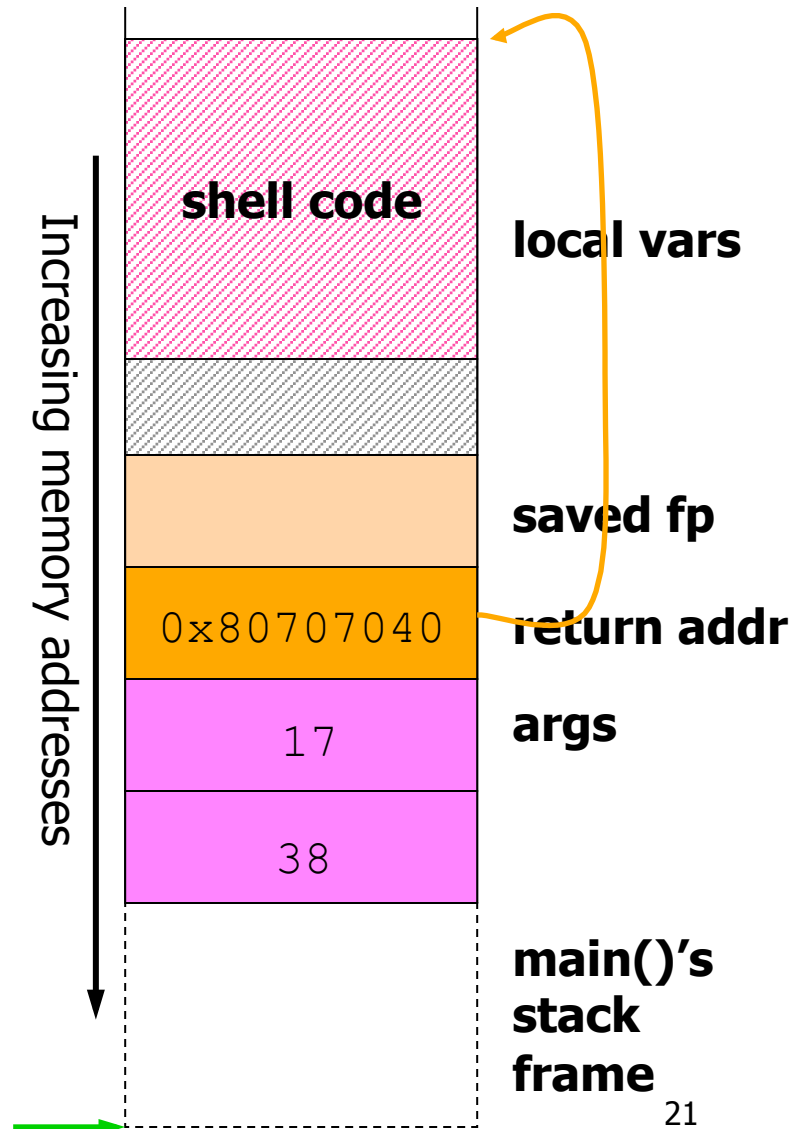 Increasing memory addresses
shell code
local vars
saved fp
0x80707040
return addr
17
args
38
main()’s
stack
frame
21